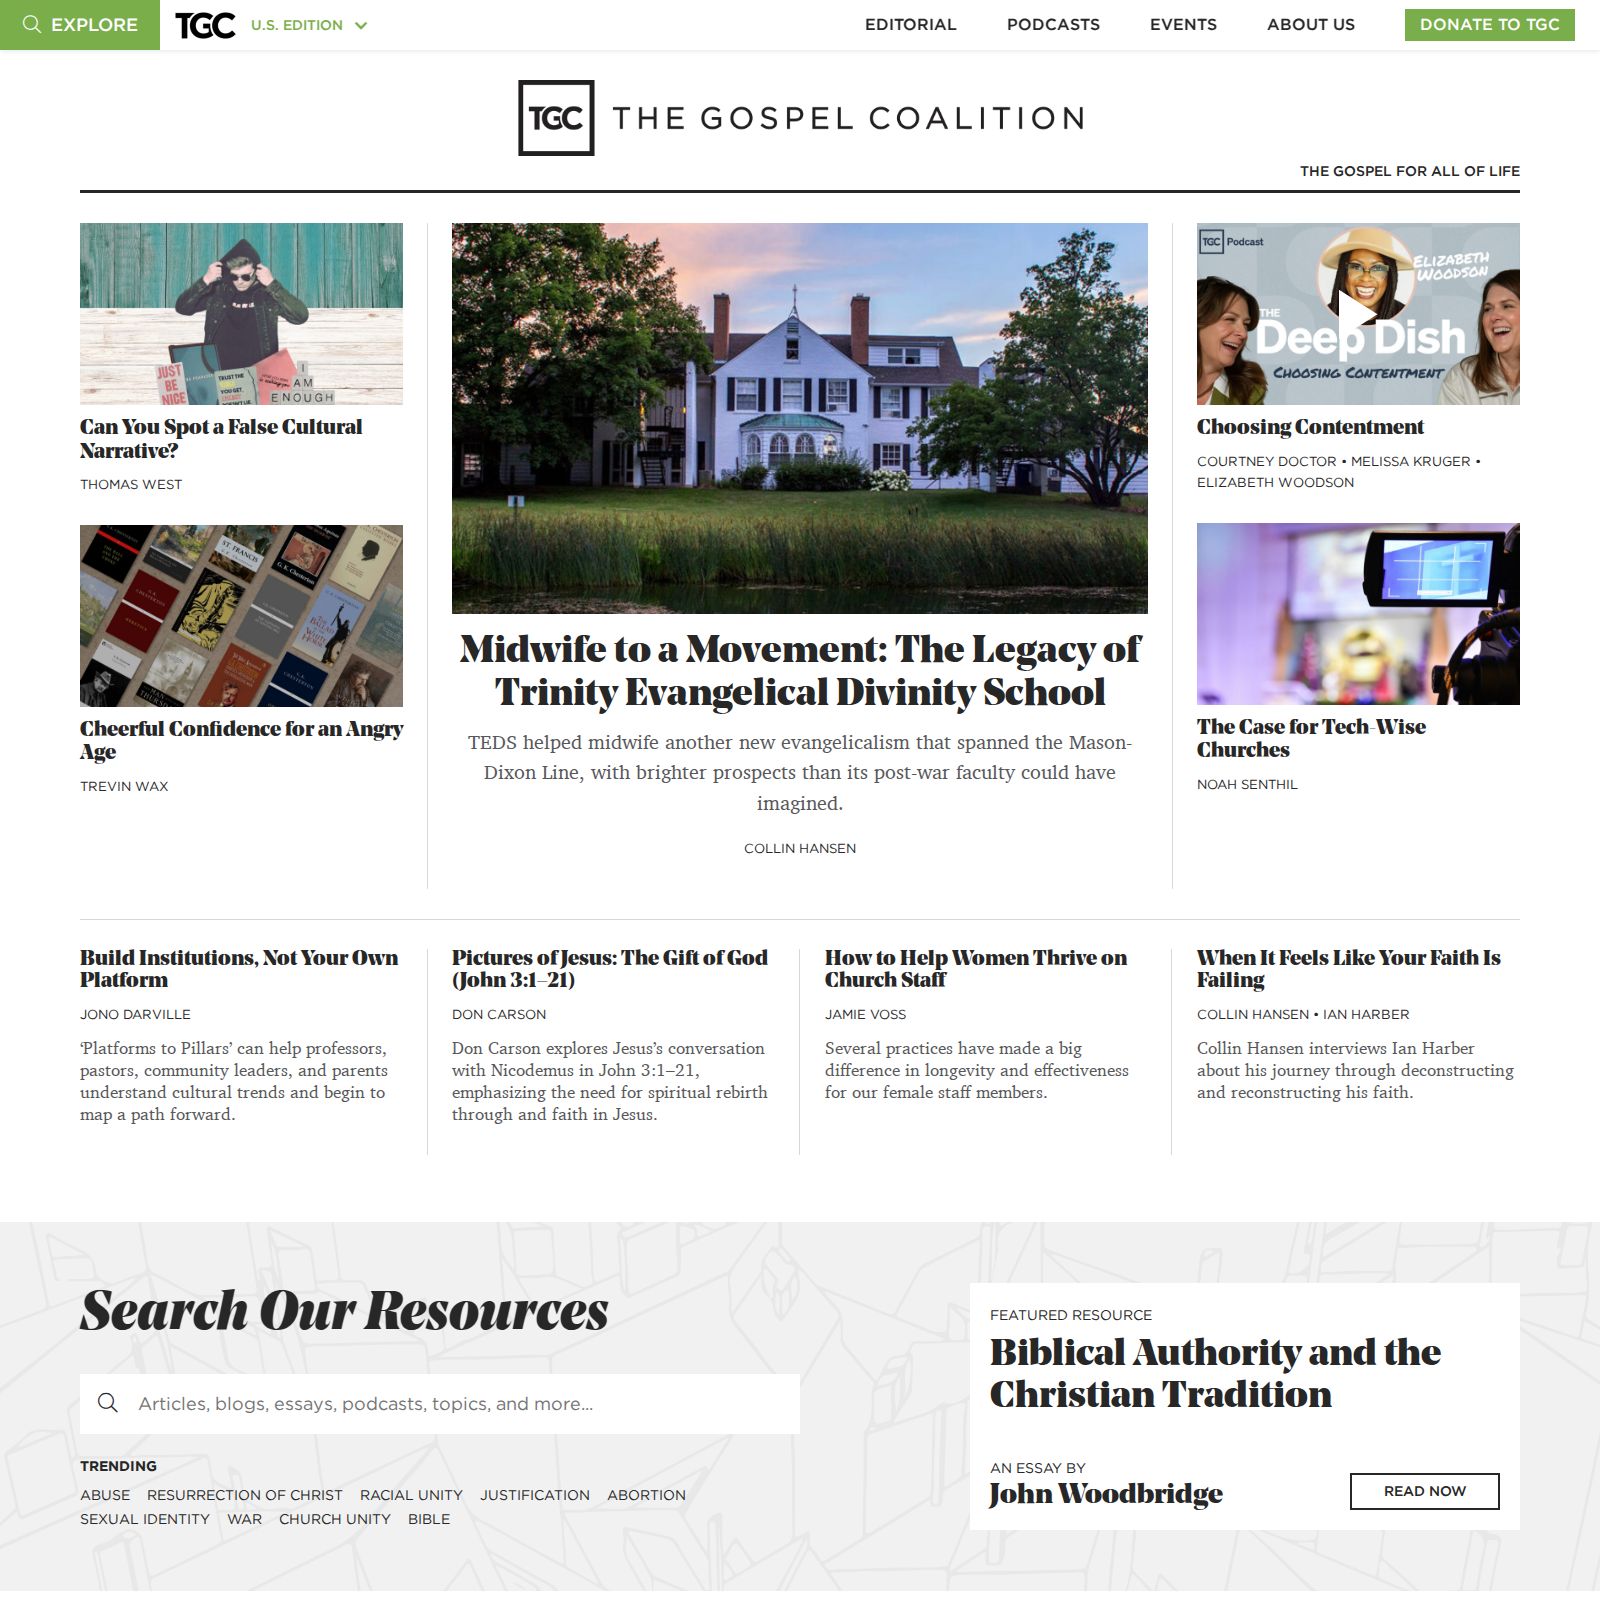 EXPLORE
TGC
U.S. EDITION
EDITORIAL
PODCASTS
EVENTS
ABOUT US
DONATE TO TGC
TGC
THE GOSPEL COALITION
THE GOSPEL FOR ALL OF LIFE
JUST
BE
NICE
TRUST THE
YOU GET
I
AM
ENOUGH
Can You Spot a False Cultural
Narrative?
THOMAS WEST
ST. FRANCIS
G. K. Chesterton
HERETICS
Cheerful Confidence for an Angry
Age
TREVIN WAX
Midwife to a Movement: The Legacy of
Trinity Evangelical Divinity School
TEDS helped midwife another new evangelicalism that spanned the Mason-
Dixon Line, with brighter prospects than its post-war faculty could have
imagined.
COLLIN HANSEN
TGC Podcast
ELIZABETH
WOODSON
THE
Deep Dish
CHOOSING CONTENTMENT
Choosing Contentment
COURTNEY DOCTOR • MELISSA KRUGER •
ELIZABETH WOODSON
The Case for Tech-Wise
Churches
NOAH SENTHIL
Build Institutions, Not Your Own
Platform
JONO DARVILLE
‘Platforms to Pillars’ can help professors,
pastors, community leaders, and parents
understand cultural trends and begin to
map a path forward.
Pictures of Jesus: The Gift of God
(John 3:1–21)
DON CARSON
Don Carson explores Jesus’s conversation
with Nicodemus in John 3:1–21,
emphasizing the need for spiritual rebirth
through and faith in Jesus.
How to Help Women Thrive on
Church Staff
JAMIE VOSS
Several practices have made a big
difference in longevity and effectiveness
for our female staff members.
When It Feels Like Your Faith Is
Failing
COLLIN HANSEN • IAN HARBER
Collin Hansen interviews Ian Harber
about his journey through deconstructing
and reconstructing his faith.
Search Our Resources
Articles, blogs, essays, podcasts, topics, and more...
TRENDING
ABUSE RESURRECTION OF CHRIST RACIAL UNITY JUSTIFICATION ABORTION
SEXUAL IDENTITY WAR CHURCH UNITY BIBLE
FEATURED RESOURCE
Biblical Authority and the
Christian Tradition
AN ESSAY BY
John Woodbridge
READ NOW